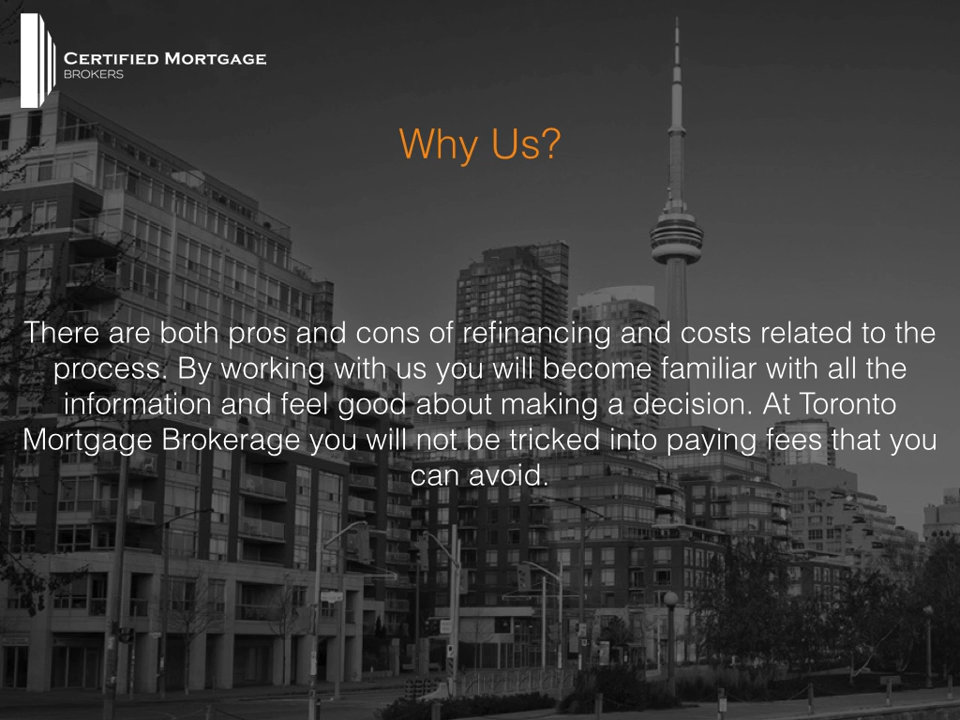 CERTIFIED MORTGAGE
BROKERS
Why Us?
There are both pros and cons of refinancing and costs related to the
process. By working with us you will become familiar with all the
information and feel good about making a decision. At Toronto
Mortgage Brokerage you will not be tricked into paying fees that you
can avoid.